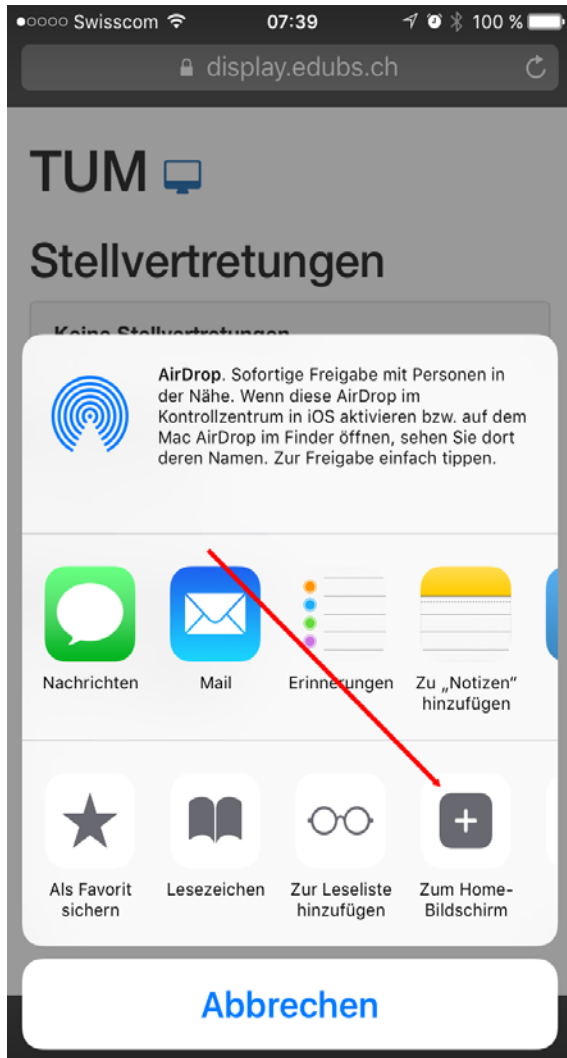 Swisscom 07:39 100 %
display.edubs.ch
TUM
Stellvertretungen
Keine Stellvertretungen
AirDrop. Sofortige Freigabe mit Personen in
der Nähe. Wenn diese AirDrop im
Kontrollzentrum in iOS aktivieren bzw. auf dem
Mac AirDrop im Finder öffnen, sehen Sie dort
deren Namen. Zur Freigabe einfach tippen.
Nachrichten
Mail
Erinnerungen
Zu „Notizen“
hinzufügen
Als Favorit
sichern
Lesezeichen
Zur Leseliste
hinzufügen
Zum Home-
Bildschirm
Abbrechen